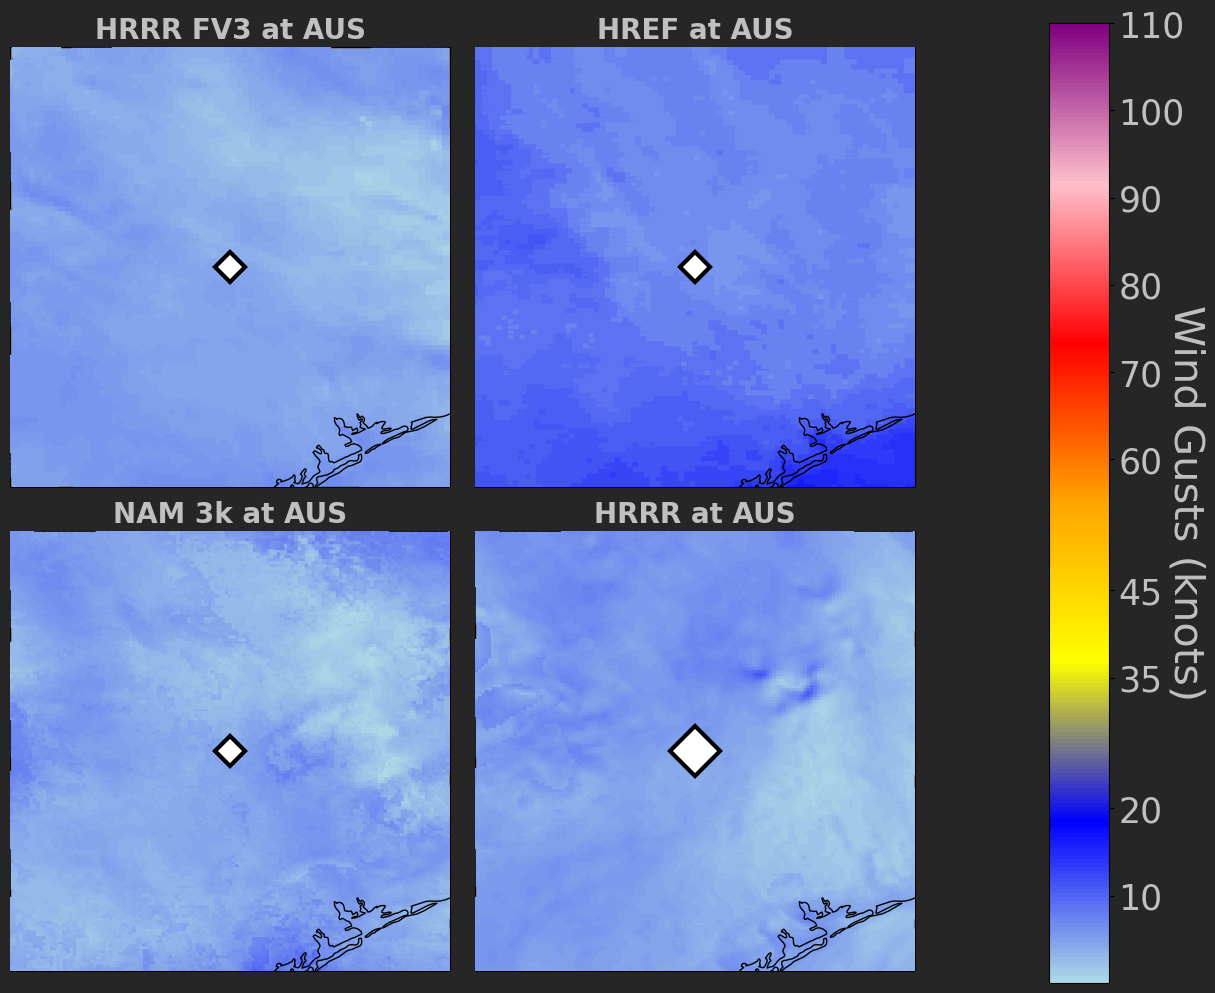 HRRR FV3 at AUS
HREF at AUS
NAM 3k at AUS
HRRR at AUS
110
100
90
80
70
60
45
35
20
10
Wind Gusts (knots)